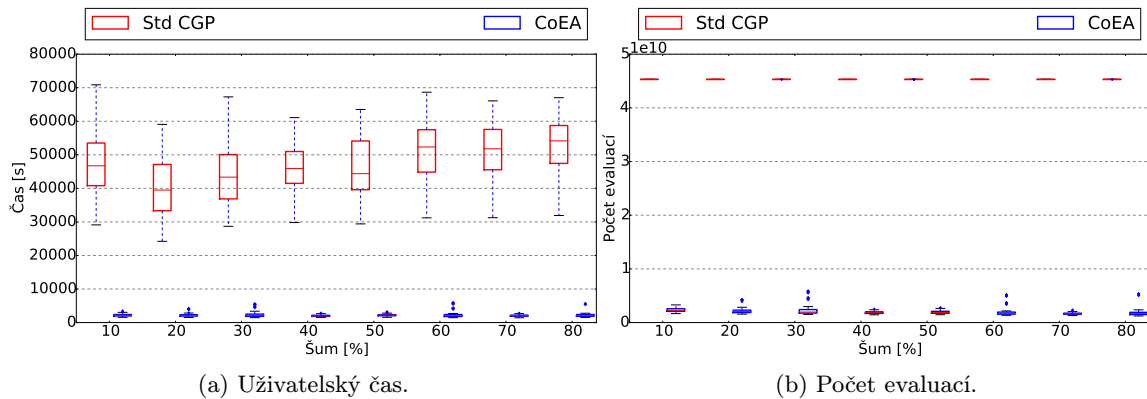 Std CGP CoEA
80000
70000
60000
50000
40000
30000
20000
10000
0
Čas [s]
10 20 30 40 50 60 70 80
Šum [%]
(a) Uživatelský čas.
Std CGP CoEA
1e10
5
4
3
2
1
0
Počet evaluací
10 20 30 40 50 60 70 80
Šum [%]
(b) Počet evaluací.